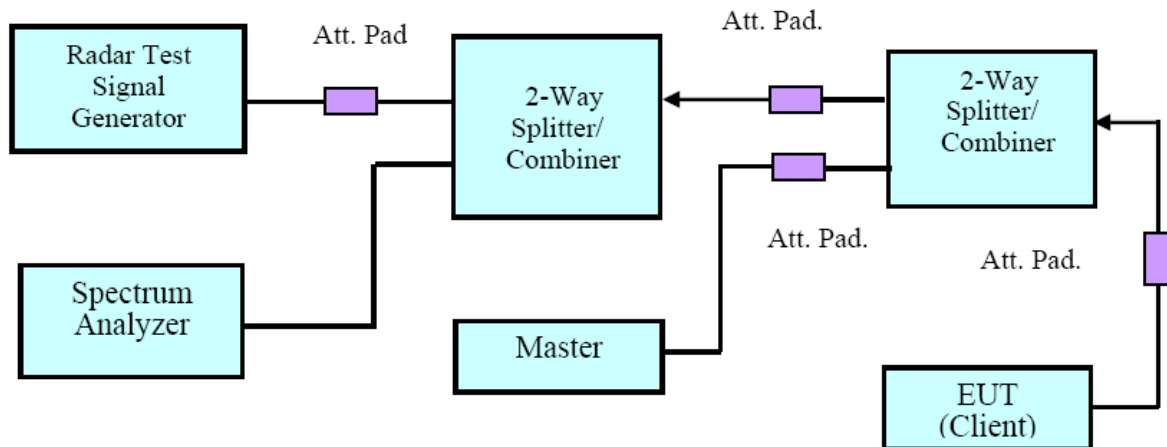 Radar Test
Signal
Generator
Att. Pad
2-Way
Splitter/
Combiner
Att. Pad.
2-Way
Splitter/
Combiner
Att. Pad.
Att. Pad.
Spectrum
Analyzer
Master
EUT
(Client)